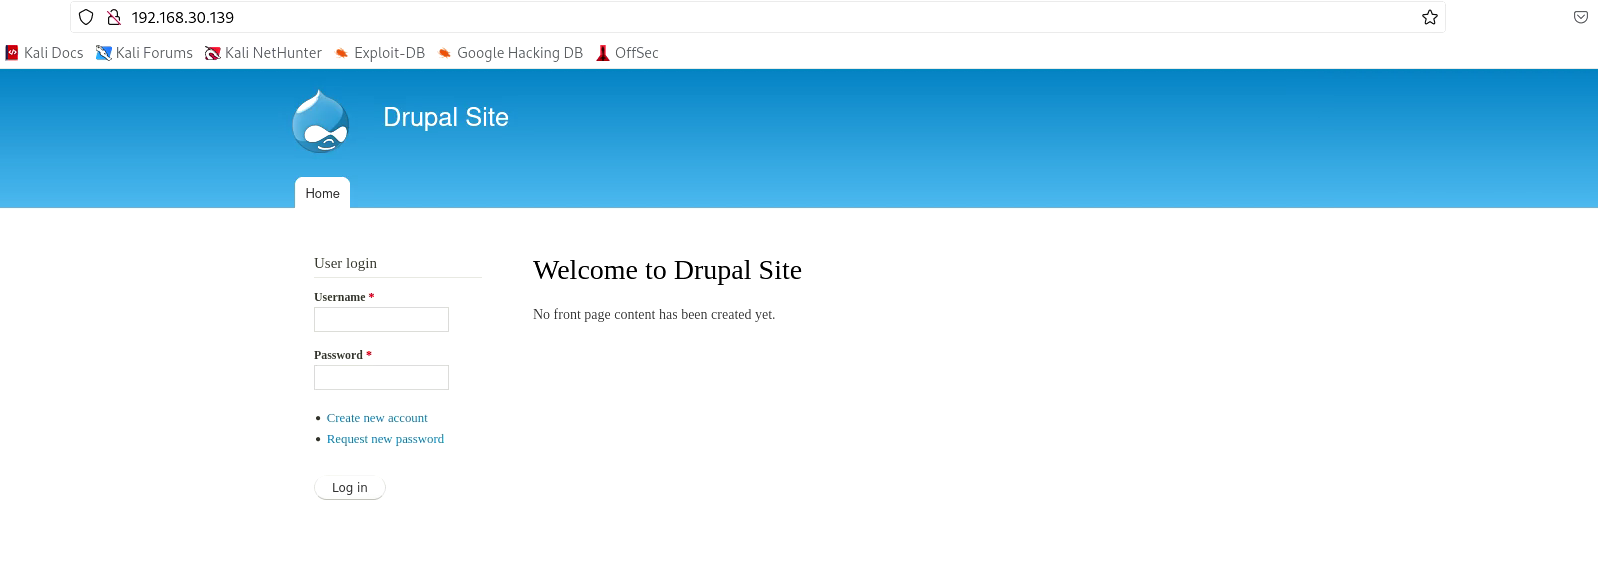 192.168.30.139
Kali Docs Kali Forums Kali NetHunter Exploit-DB Google Hacking DB OffSec
Drupal Site
Home
User login
Username *
Password *
Create new account
Request new password
Log in
Welcome to Drupal Site
No front page content has been created yet.